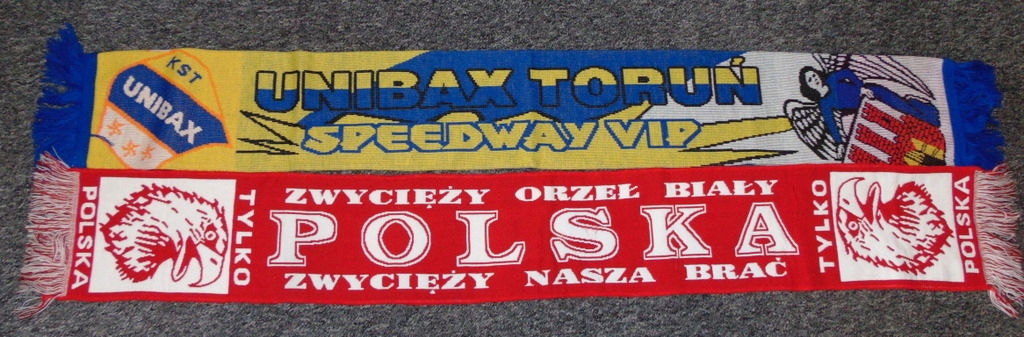 KST
UNIBAX
UNIBAX TORUŃ
SPEEDWAY VIP
POLSKA
TYLKO
ZWYCIĘŻY ORZEŁ BIAŁY
POLSKA
ZWYCIĘŻY NASZA BRAĆ
TYLKO
POLSKA